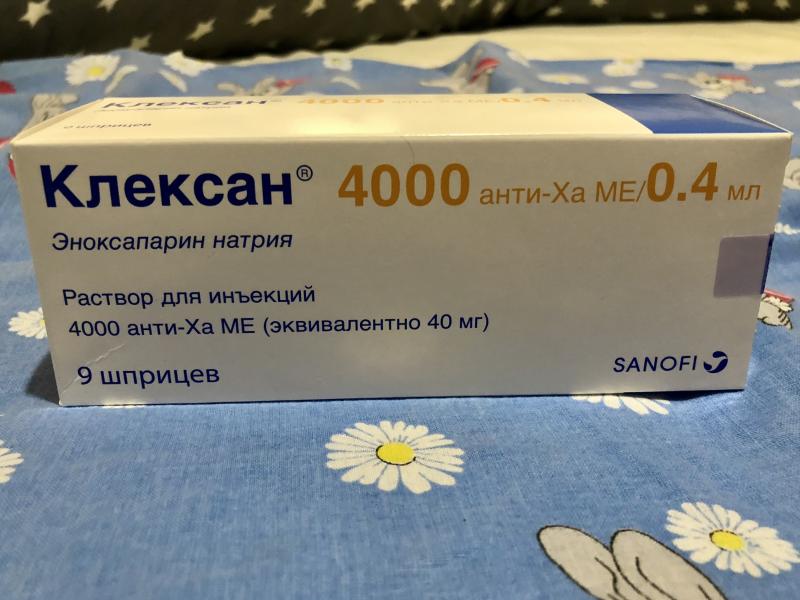 Клексан® 4000 анти-Ха МЕ/0.4 мл
9 шприцев
Клексан® 4000 анти-Ха МЕ/0.4 мл
Эноксапарин натрия
Раствор для инъекций
4000 анти-Ха МЕ (эквивалентно 40 мг)
9 шприцев
SANOFI